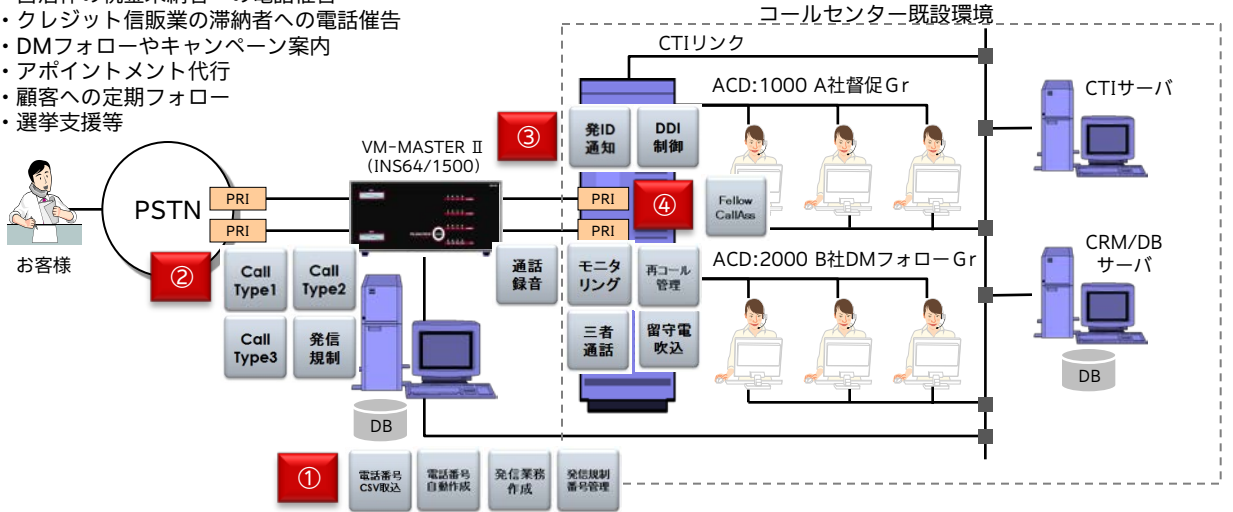 ・クレジット信販業の滞納者への電話催告
・DMフォローやキャンペーン案内
・アポイントメント代行
・顧客への定期フォロー
・選挙支援等
コールセンター既設環境
CTIリンク
ACD:1000 A社督促Gr
CTIサーバ
③
発ID
通知
DDI
制御
VM-MASTER Ⅱ
(INS64/1500)
PSTN
PRI
PRI
PRI
PRI
④
Fellow
CallAss
お客様
②
Call
Type1
Call
Type2
Call
Type3
発信
規制
通話
録音
モニタ
リング
再コール
管理
三者
通話
留守電
吹込
ACD:2000 B社DMフォローGr
CRM/DB
サーバ
DB
DB
①
電話番号
CSV取込
電話番号
自動作成
発信業務
作成
発信規制
番号管理